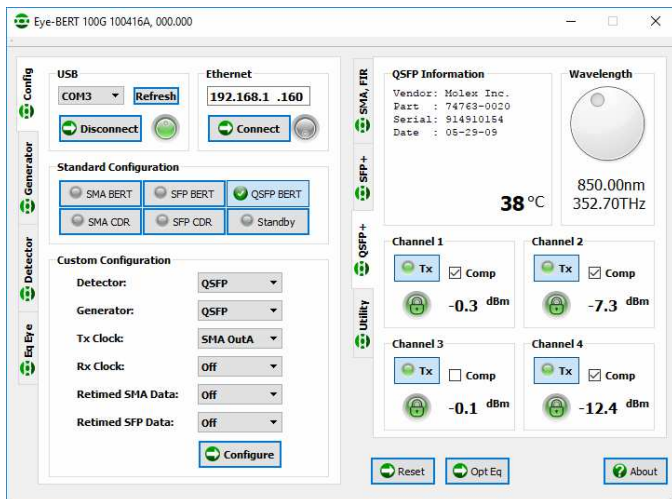 Eye-BERT 100G 100416A, 000.000
Config
Generator
Detector
Eq Eye
USB
COM3
Refresh
Disconnect
Ethernet
192.168.1 .160
Connect
Standard Configuration
SMA BERT
SFP BERT
QSFP BERT
SMA CDR
SFP CDR
Standby
Custom Configuration
Detector: QSFP
Generator: QSFP
Tx Clock: SMA OutA
Rx Clock: Off
Retimed SMA Data: Off
Retimed SFP Data: Off
Configure
SMA, FIR
SFP+
QSFP+
Utility
QSFP Information
Vendor: Molex Inc.
Part : 74763-0020
Serial: 914910154
Date : 05-29-09
38 °C
Wavelength
850.00nm
352.70THz
Channel 1
Tx Comp
-0.3 dBm
Channel 2
Tx Comp
-7.3 dBm
Channel 3
Tx Comp
-0.1 dBm
Channel 4
Tx Comp
-12.4 dBm
Reset
Opt Eq
About